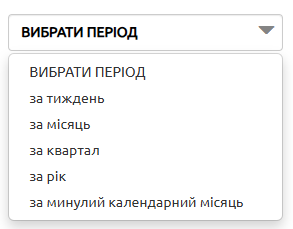 ВИБРАТИ ПЕРІОД
ВИБРАТИ ПЕРІОД
за тиждень
за місяць
за квартал
за рік
за минулий календарний місяць